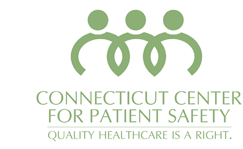 CONNECTICUT CENTER
FOR PATIENT SAFETY
QUALITY HEALTHCARE IS A RIGHT.